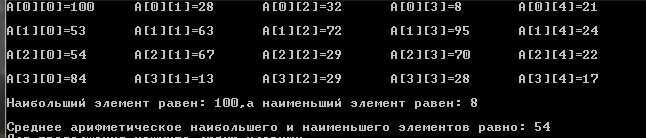 A[0][0]=100 A[0][1]=28 A[0][2]=32 A[0][3]=8 A[0][4]=21
A[1][0]=53 A[1][1]=63 A[1][2]=72 A[1][3]=95 A[1][4]=24
A[2][0]=54 A[2][1]=67 A[2][2]=29 A[2][3]=70 A[2][4]=22
A[3][0]=84 A[3][1]=13 A[3][2]=29 A[3][3]=28 A[3][4]=17
Наибольший элемент равен: 100,а наименьший элемент равен: 8
Среднее арифметическое наибольшего и наименьшего элементов равно: 54